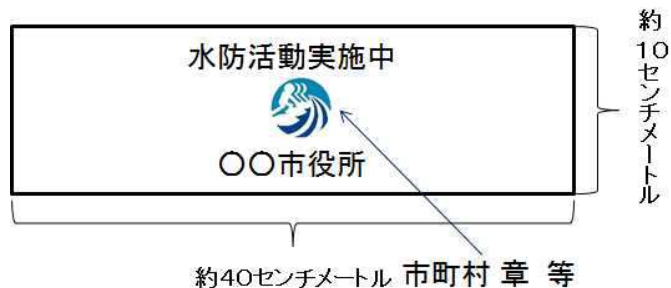 水防活動実施中
〇〇市役所
約10センチメートル
約40センチメートル
市町村章等